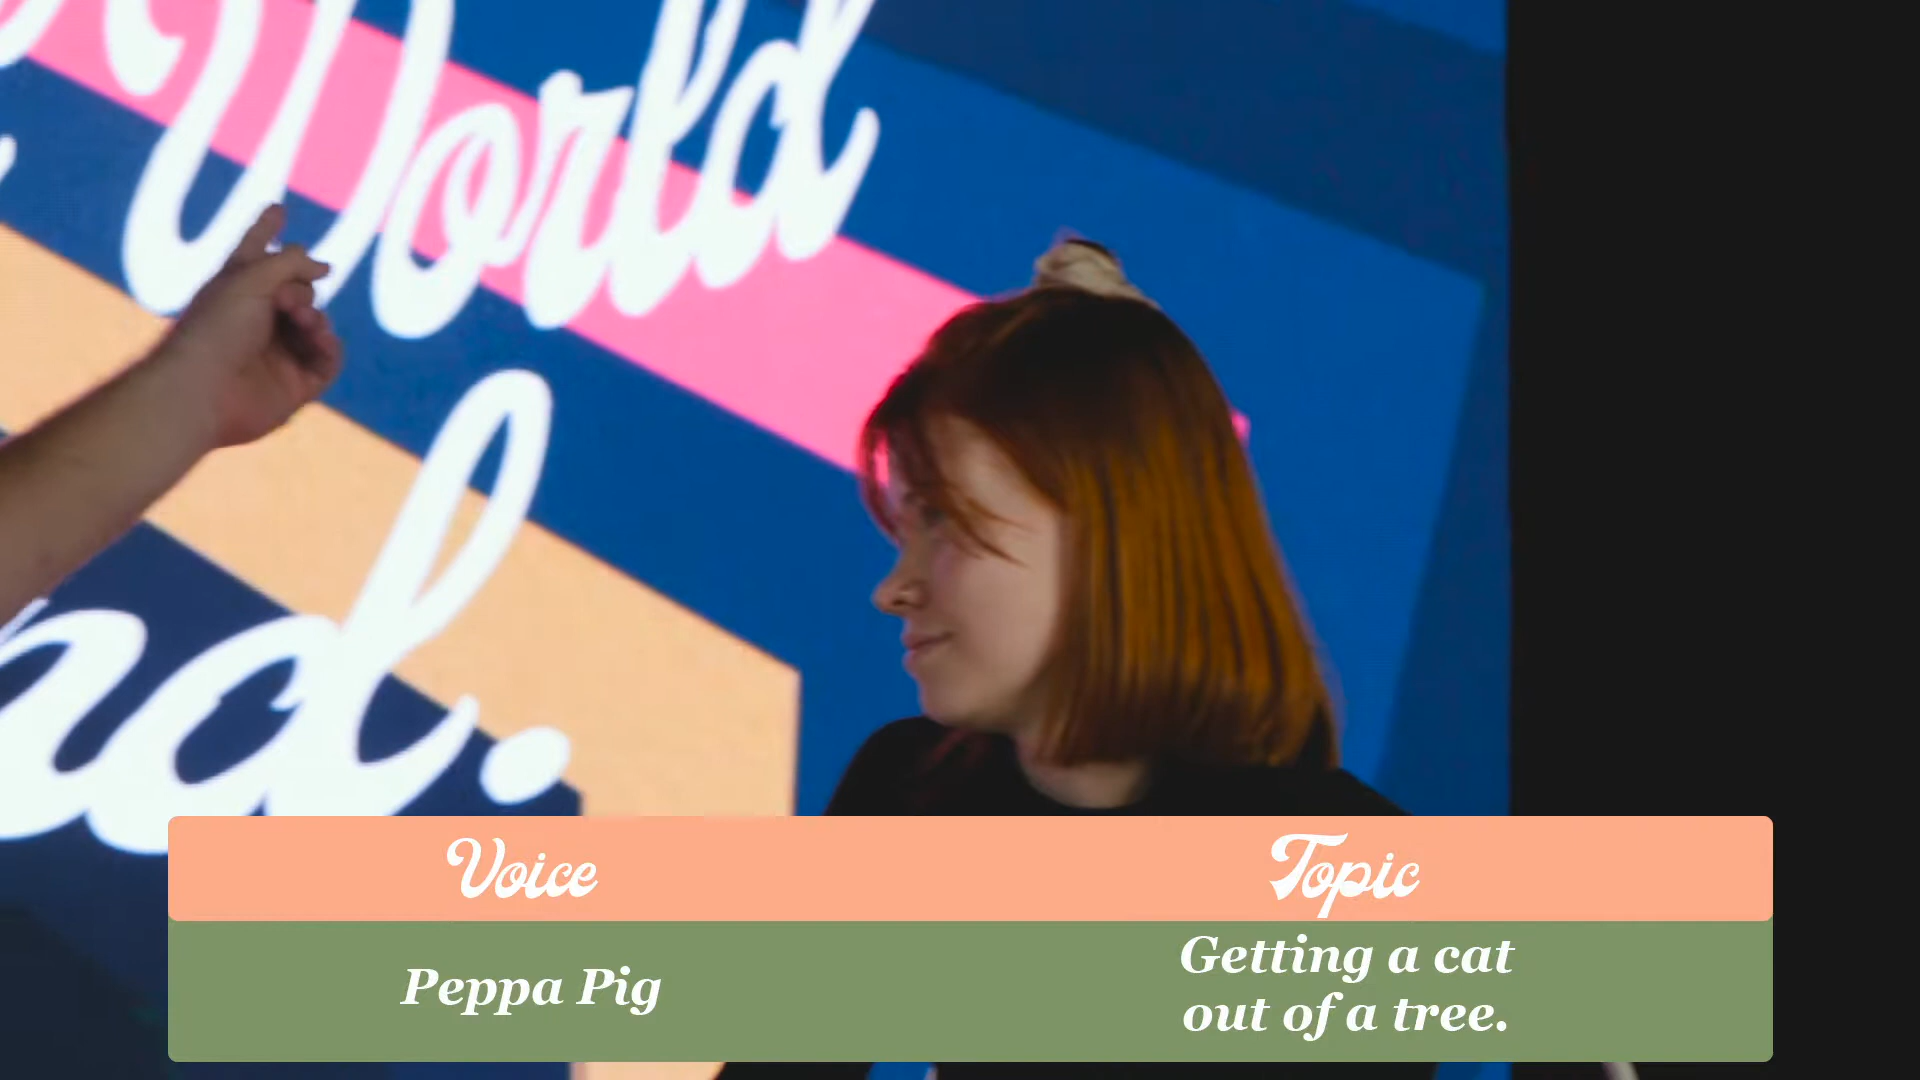 World
Voice
Topic
Peppa Pig
Getting a cat
out of a tree.